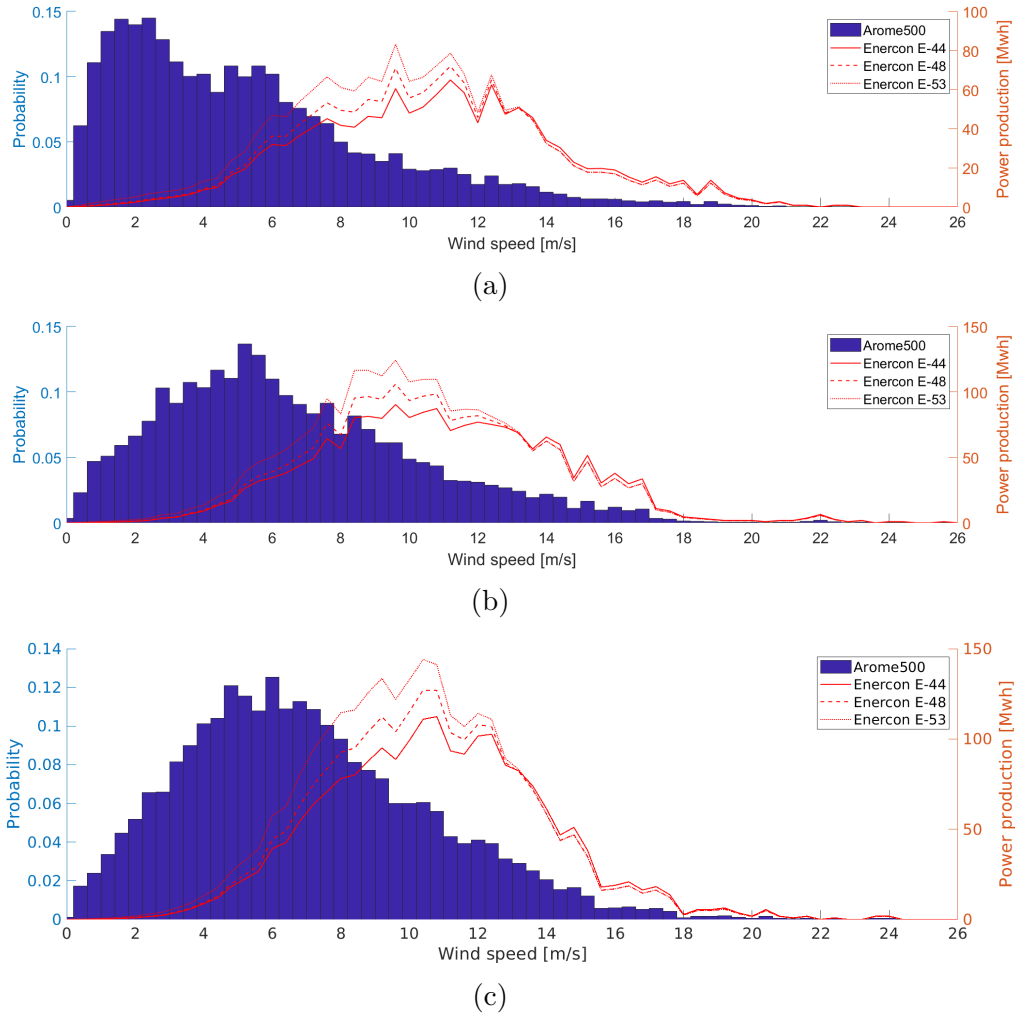 0.15
0.1
0.05
0
Probability
100
80
60
40
20
0
Power production [Mwh]
Arome500
Enercon E-44
Enercon E-48
Enercon E-53
0 2 4 6 8 10 12 14 16 18 20 22 24 26
Wind speed [m/s]
(a)
0.15
0.1
0.05
0
Probability
150
100
50
0
Power production [Mwh]
Arome500
Enercon E-44
Enercon E-48
Enercon E-53
0 2 4 6 8 10 12 14 16 18 20 22 24 26
Wind speed [m/s]
(b)
0.14
0.12
0.1
0.08
0.06
0.04
0.02
0
Probability
150
100
50
0
Power production [Mwh]
Arome500
Enercon E-44
Enercon E-48
Enercon E-53
0 2 4 6 8 10 12 14 16 18 20 22 24 26
Wind speed [m/s]
(c)